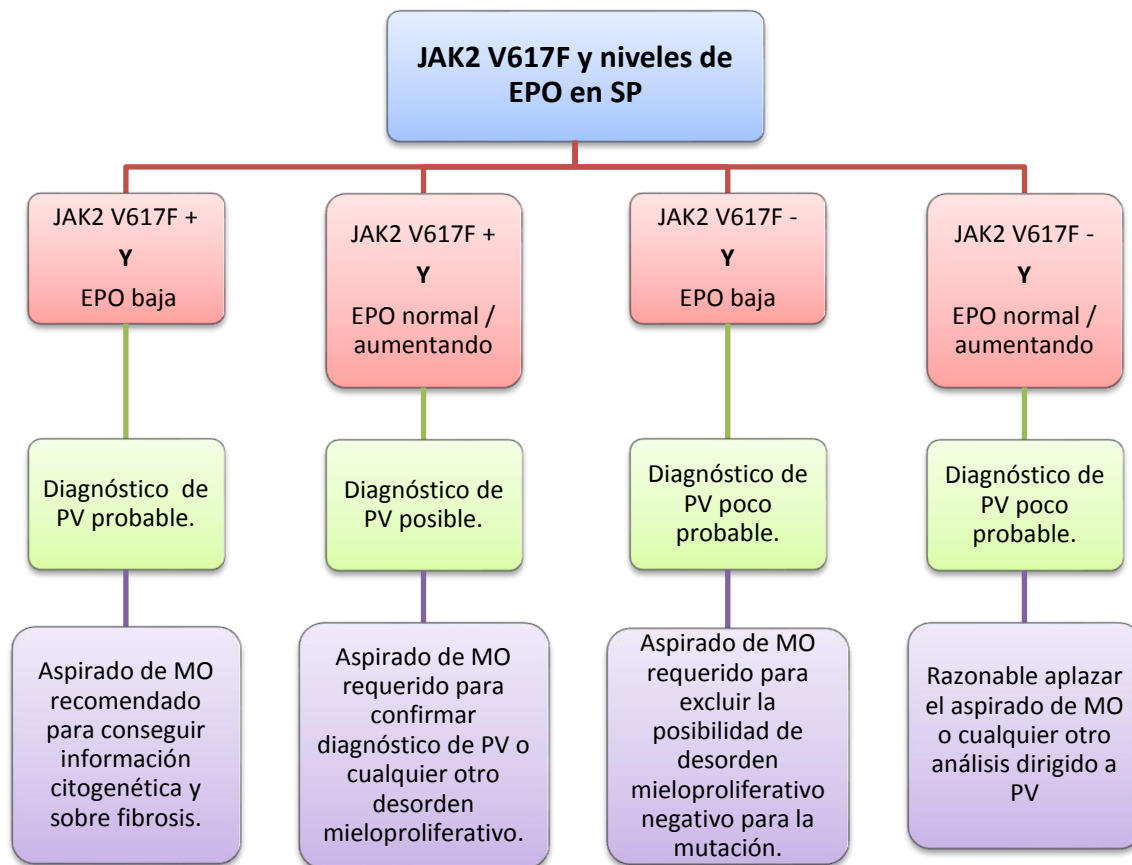 JAK2 V617F y niveles de
EPO en SP
JAK2 V617F +
Y
EPO baja
JAK2 V617F +
Y
EPO normal /
aumentando
JAK2 V617F -
Y
EPO baja
JAK2 V617F -
Y
EPO normal /
aumentando
Diagnóstico de
PV probable.
Diagnóstico de
PV posible.
Diagnóstico de
PV poco
probable.
Diagnóstico de
PV poco
probable.
Aspirado de MO
recomendado
para conseguir
información
citogenética y
sobre fibrosis.
Aspirado de MO
requerido para
confirmar
diagnóstico de PV o
cualquier otro
desorden
mieloproliferativo.
Aspirado de MO
requerido para
excluir la
posibilidad de
desorden
mieloproliferativo
negativo para la
mutación.
Razonable aplazar
el aspirado de MO
o cualquier otro
análisis dirigido a
PV